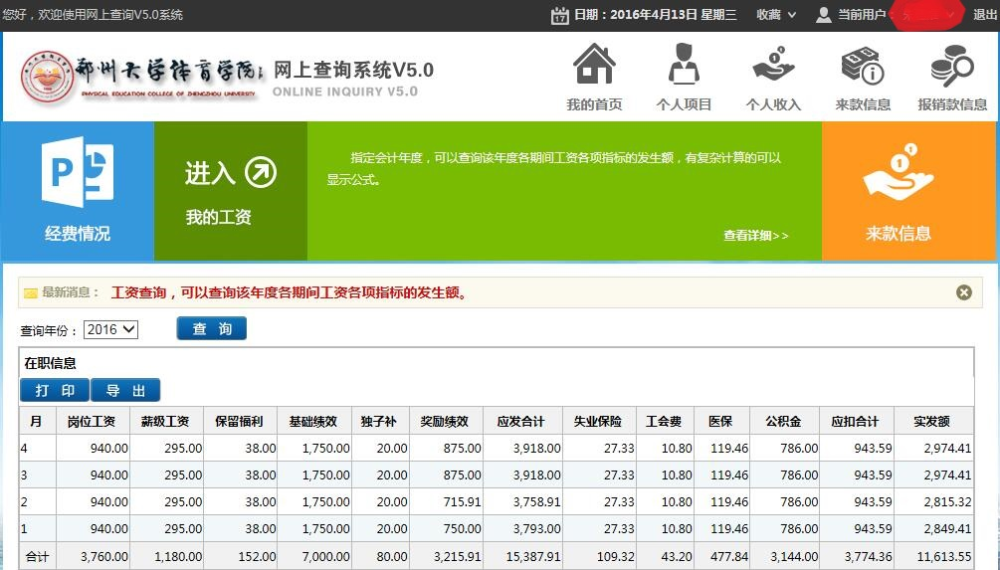 您好，欢迎使用网上查询V5.0系统
17 日期：2016年4月13日 星期三 收藏 当前用户： 退出
郑州大学体育学院 网上查询系统V5.0
PHYSICAL EDUCATION COLLEGE OF ZHENGZHOU UNIVERSITY ONLINE INQUIRY V5.0
我的首页 个人项目 个人收入 来款信息 报销款信息
经费情况
进入
我的工资
指定会计年度，可以查询该年度各期间工资各项指标的发生额，有复杂计算的可以
显示公式。
查看详细>>
来款信息
最新消息： 工资查询，可以查询该年度各期间工资各项指标的发生额。
查询年份： 2016 查 询
在职信息
打 印 导 出
月 岗位工资 薪级工资 保留福利 基础绩效 独子补 奖励绩效 应发合计 失业保险 工会费 医保 公积金 应扣合计 实发额
4 940.00 295.00 38.00 1,750.00 20.00 875.00 3,918.00 27.33 10.80 119.46 786.00 943.59 2,974.41
3 940.00 295.00 38.00 1,750.00 20.00 875.00 3,918.00 27.33 10.80 119.46 786.00 943.59 2,974.41
2 940.00 295.00 38.00 1,750.00 20.00 715.91 3,758.91 27.33 10.80 119.46 786.00 943.59 2,815.32
1 940.00 295.00 38.00 1,750.00 20.00 750.00 3,793.00 27.33 10.80 119.46 786.00 943.59 2,849.41
合计 3,760.00 1,180.00 152.00 7,000.00 80.00 3,215.91 15,387.91 109.32 43.20 477.84 3,144.00 3,774.36 11,613.55